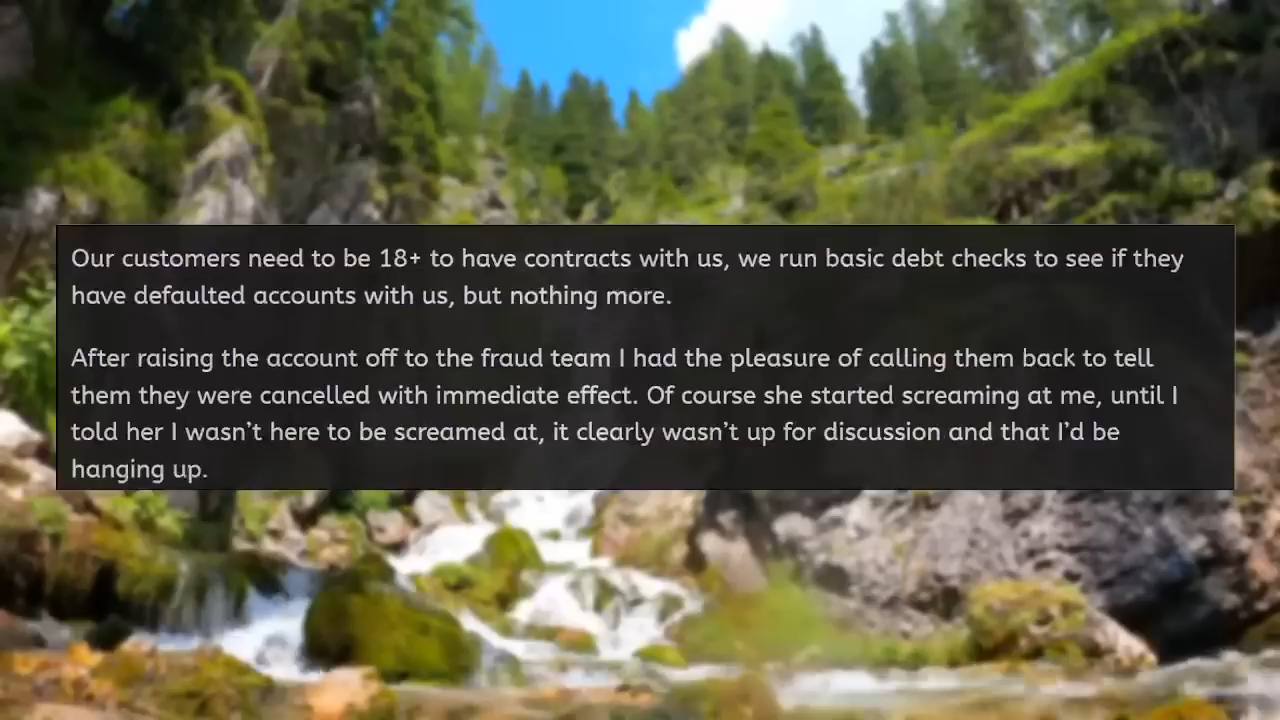 Our customers need to be 18+ to have contracts with us, we run basic debt checks to see if they
have defaulted accounts with us, but nothing more.
After raising the account off to the fraud team I had the pleasure of calling them back to tell
them they were cancelled with immediate effect. Of course she started screaming at me, until I
told her I wasn’t here to be screamed at, it clearly wasn’t up for discussion and that I’d be
hanging up.